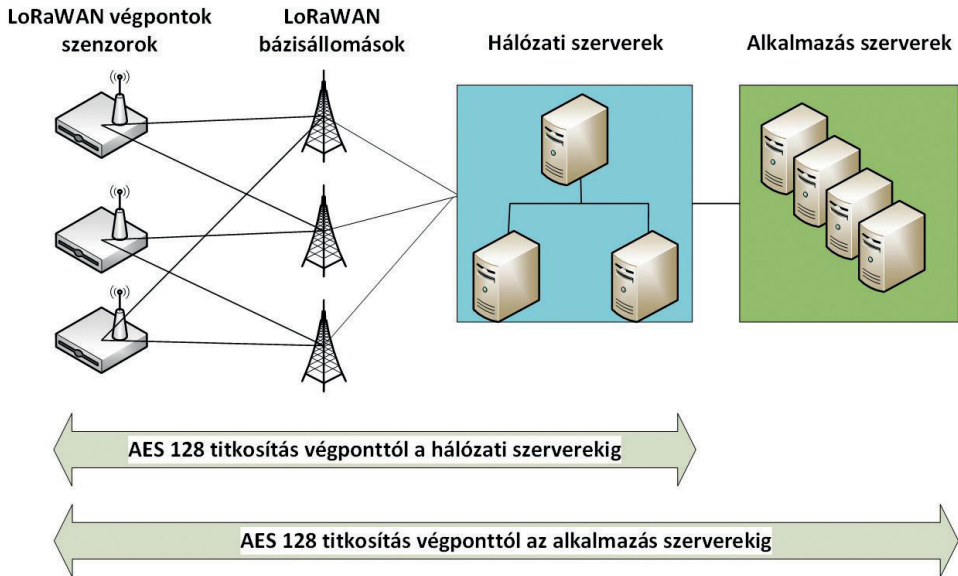 LoRaWAN végpontok
szenzorok
LoRaWAN
bázisállomások
Hálózati szerverek
Alkalmazás szerverek
AES 128 titkosítás végponttól a hálózati szerverekig
AES 128 titkosítás végponttól az alkalmazás szerverekig